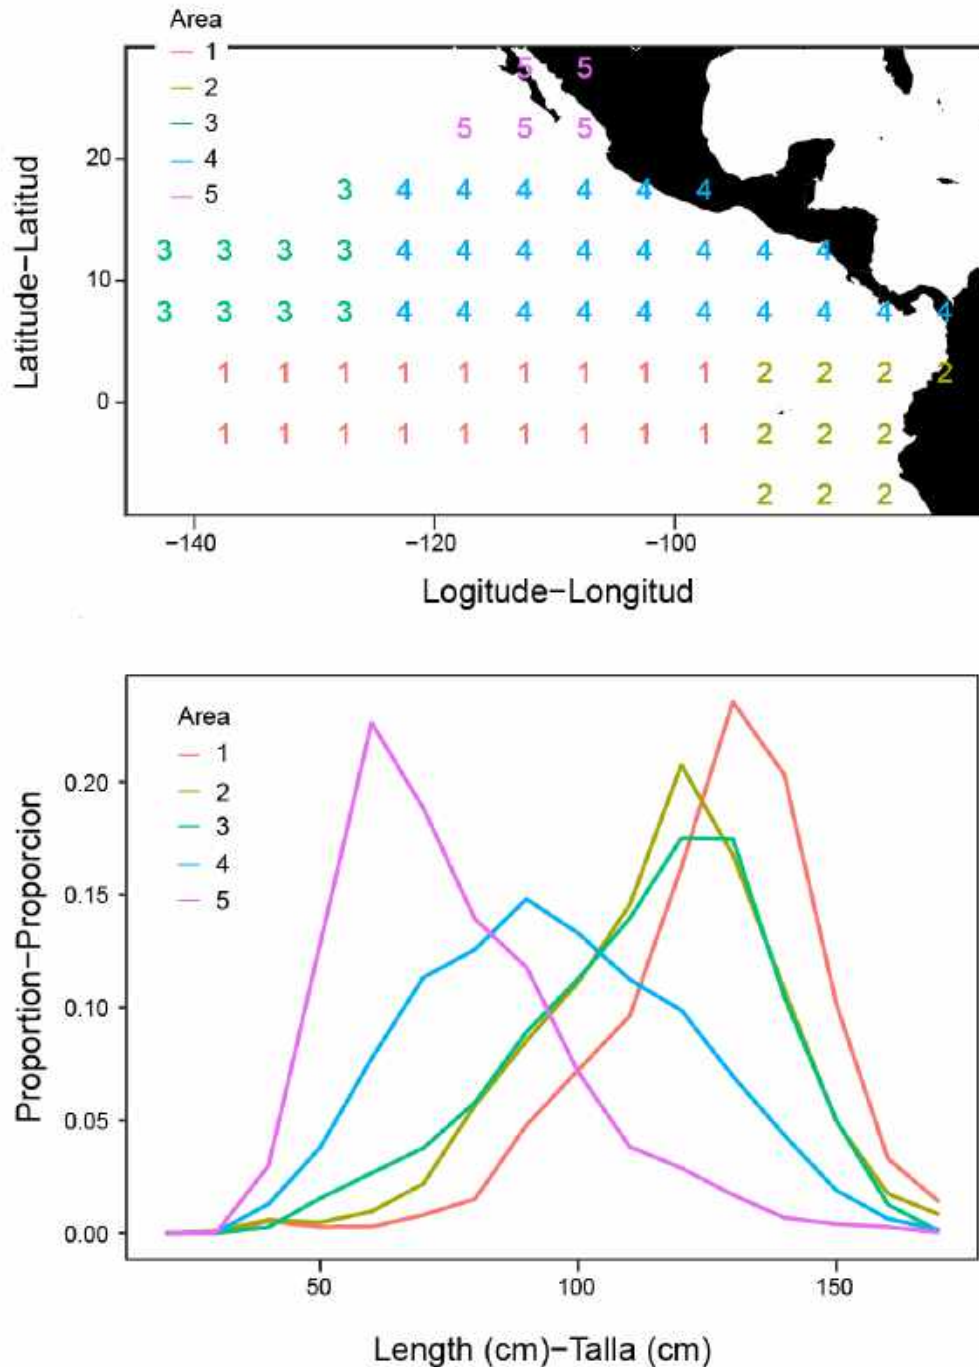 Area
1
2
3
4
5
Latitude−Latitud
20
10
0
5 5
5 5 5
3 4 4 4 4 4 4
3 3 3 3 4 4 4 4 4 4 4 4
3 3 3 3 4 4 4 4 4 4 4 4 4 4
1 1 1 1 1 1 1 1 1 2 2 2 2
1 1 1 1 1 1 1 1 1 2 2 2
2 2 2
−140 −120 −100
Logitude−Longitud
Area
1
2
3
4
5
Proportion−Proporcion
0.20
0.15
0.10
0.05
0.00
50 100 150
Length (cm)−Talla (cm)